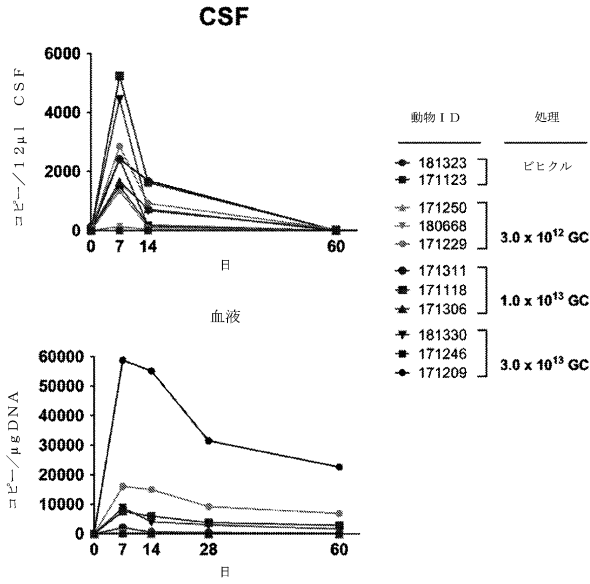 CSF
コピー/12μl CSF
6000
4000
2000
0
0 7 14 60
日
動物ID 処理
181323
171123
ビヒクル
171250
180668
171229
3.0 x 10¹² GC
171311
171118
171306
1.0 x 10¹³ GC
181330
171246
171209
3.0 x 10¹³ GC
血液
コピー/μgDNA
60000
50000
40000
30000
20000
10000
0
0 7 14 28 60
日